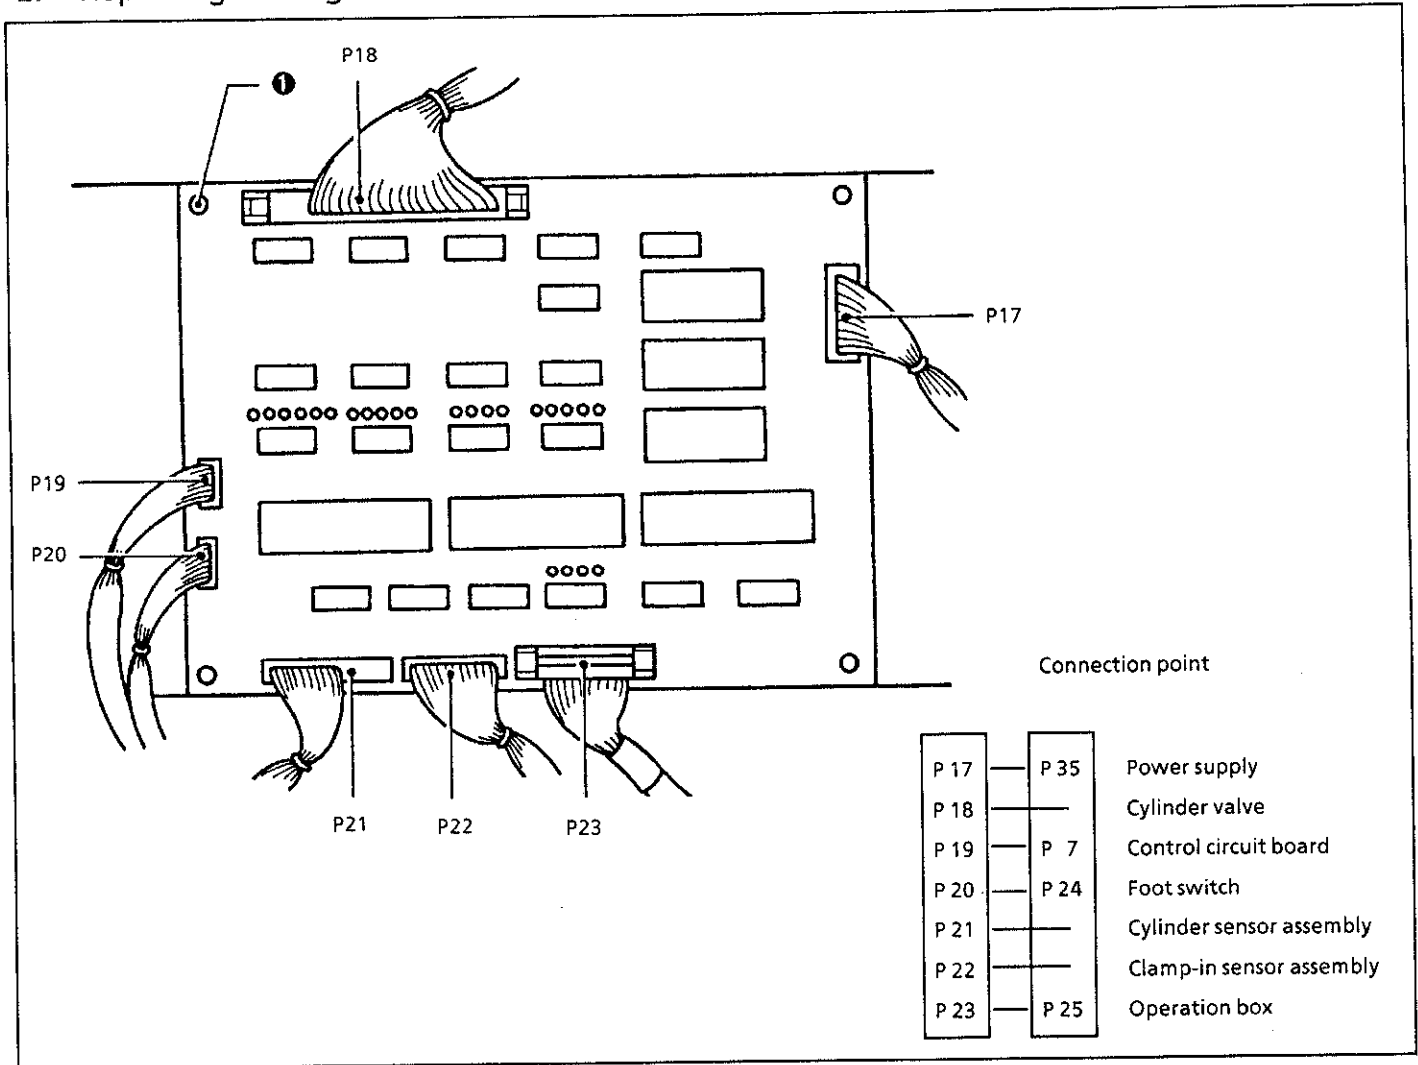 P18
❶
P17
P19
P20
P21
P22
P23
Connection point
P 17 P 35 Power supply
P 18 Cylinder valve
P 19 P 7 Control circuit board
P 20 P 24 Foot switch
P 21 Cylinder sensor assembly
P 22 Clamp-in sensor assembly
P 23 P 25 Operation box